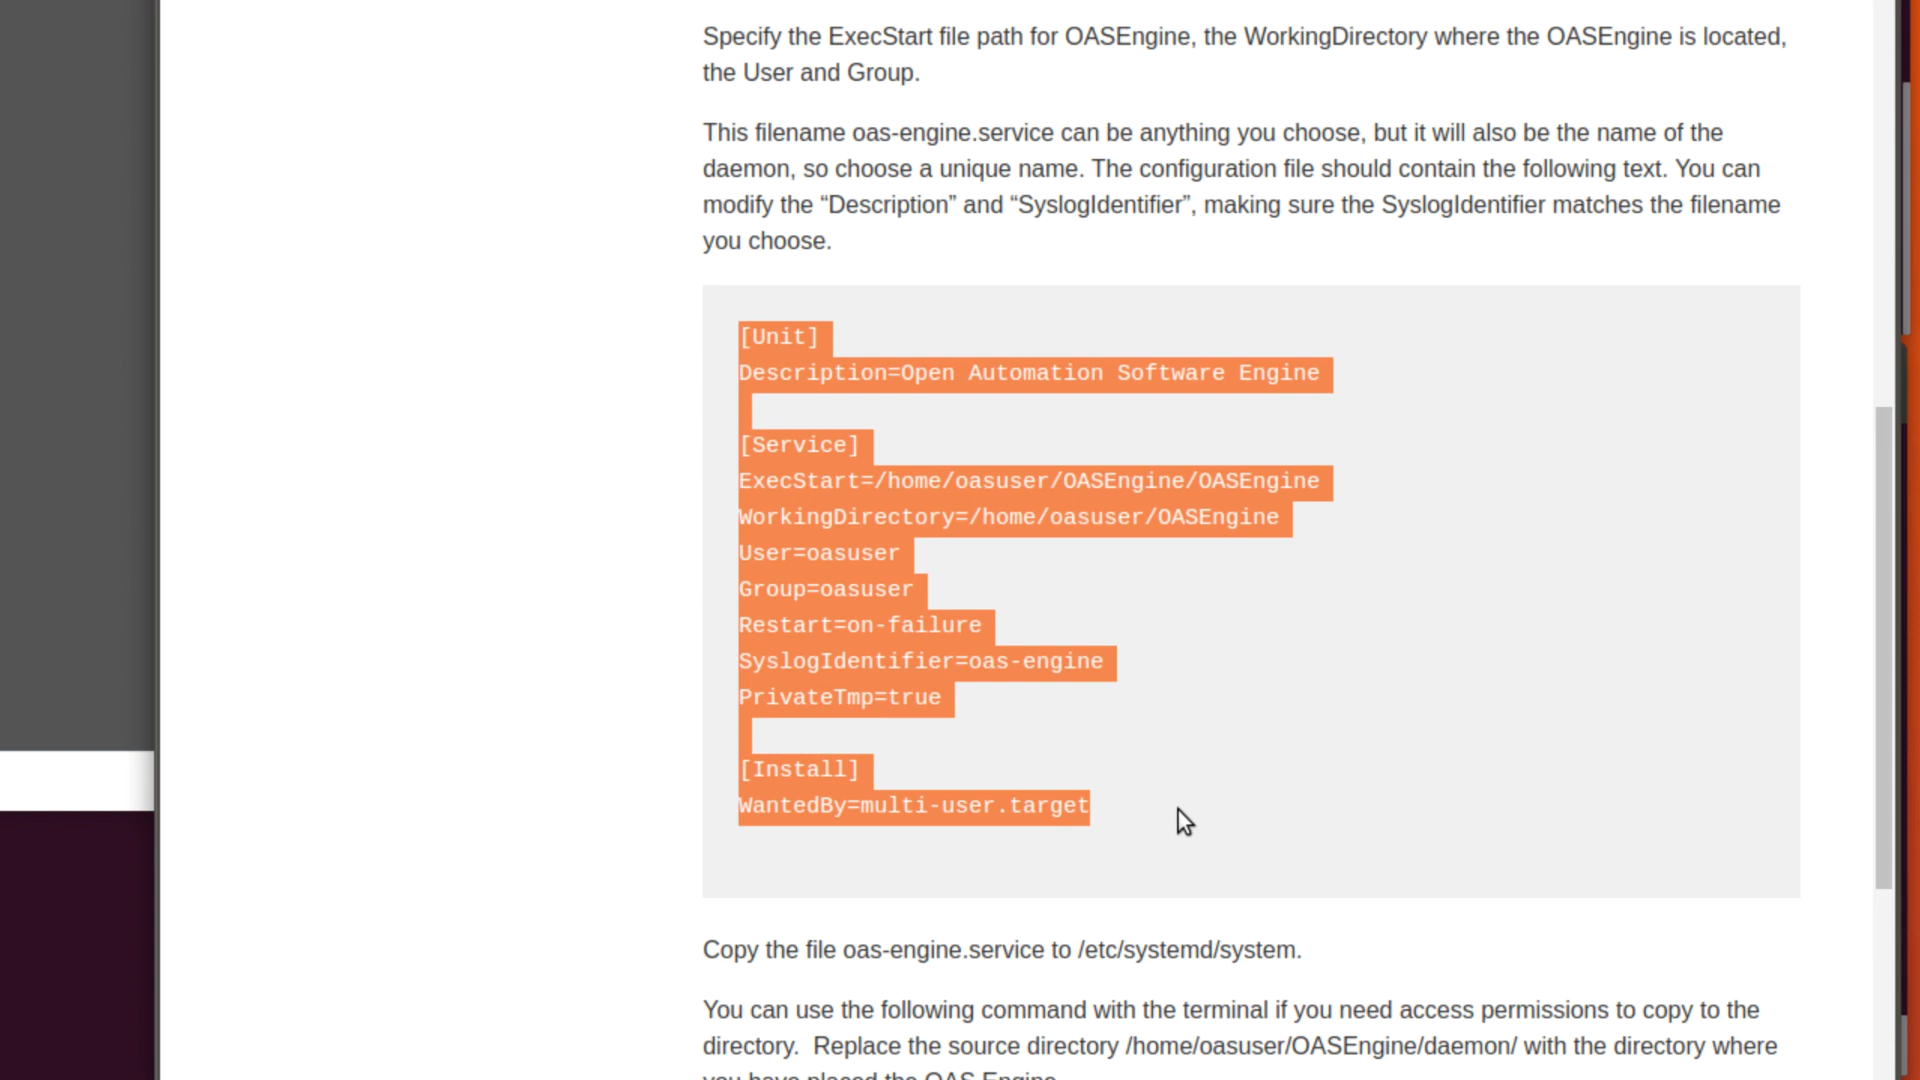 Specify the ExecStart file path for OASEngine, the WorkingDirectory where the OASEngine is located,
the User and Group.
This filename oas-engine.service can be anything you choose, but it will also be the name of the
daemon, so choose a unique name. The configuration file should contain the following text. You can
modify the “Description” and “SyslogIdentifier”, making sure the SyslogIdentifier matches the filename
you choose.
[Unit]
Description=Open Automation Software Engine
[Service]
ExecStart=/home/oasuser/OASEngine/OASEngine
WorkingDirectory=/home/oasuser/OASEngine
User=oasuser
Group=oasuser
Restart=on-failure
SyslogIdentifier=oas-engine
PrivateTmp=true
[Install]
WantedBy=multi-user.target
Copy the file oas-engine.service to /etc/systemd/system.
You can use the following command with the terminal if you need access permissions to copy to the
directory.  Replace the source directory /home/oasuser/OASEngine/daemon/ with the directory where
you have placed the OAS Engine